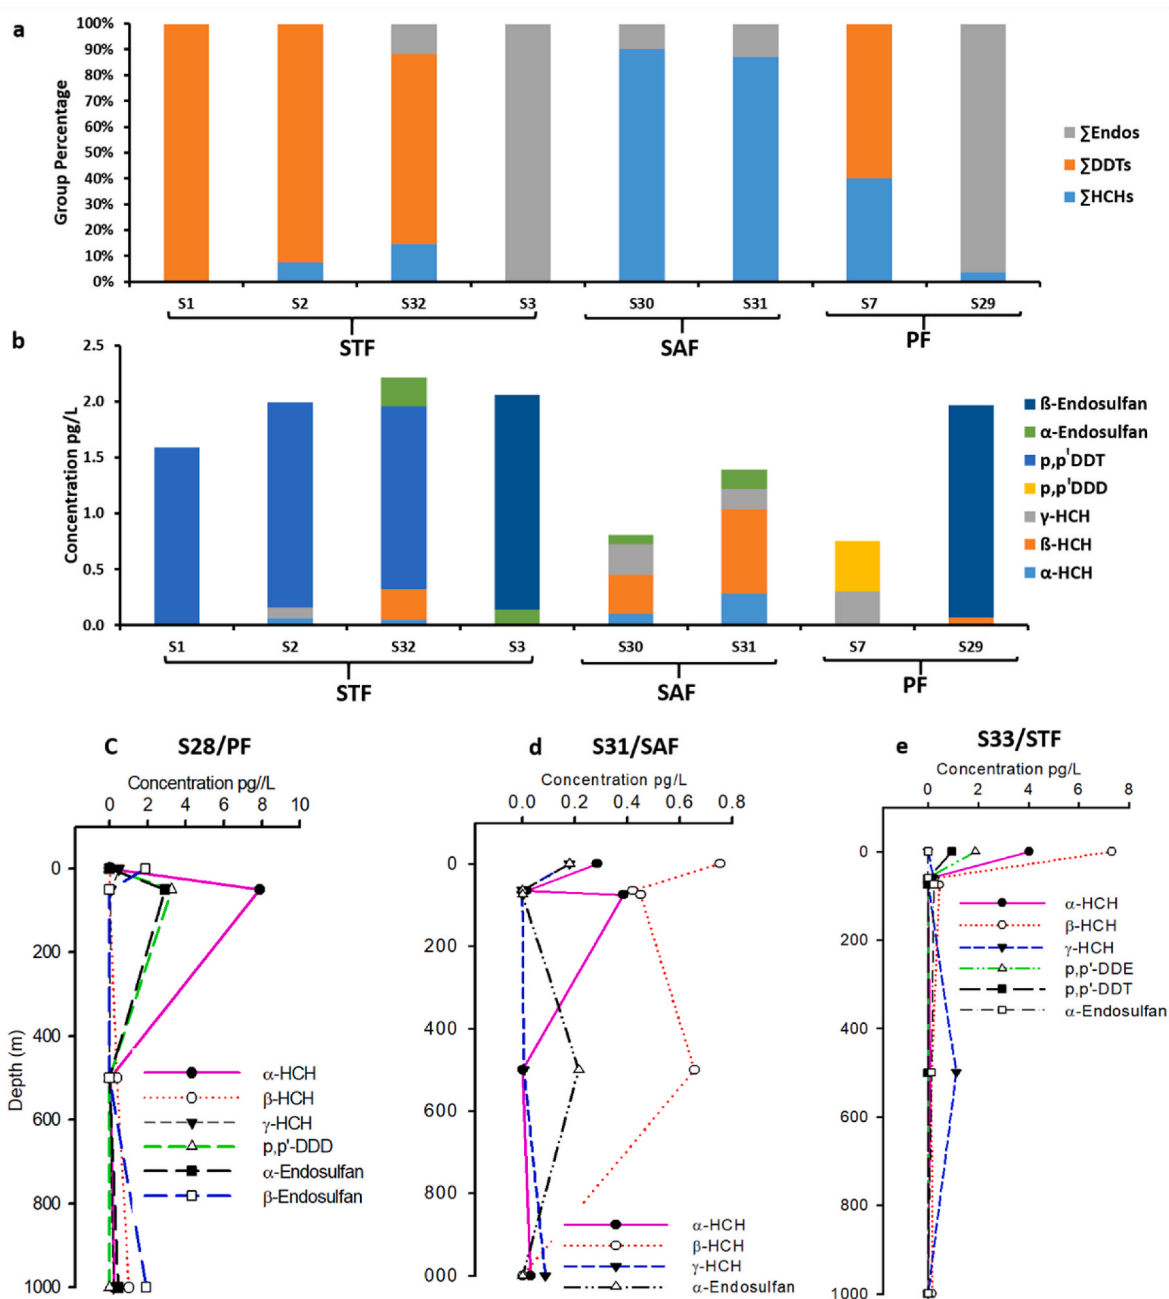 a
Group Percentage
100%
90%
80%
70%
60%
50%
40%
30%
20%
10%
0%
∑Endos
∑DDTs
∑HCHs
S1 S2 S32 S3 S30 S31 S7 S29
STF SAF PF
b
Concentration pg/L
2.5
2.0
1.5
1.0
0.5
0.0
ß-Endosulfan
α-Endosulfan
p,p'DDT
p,p'DDD
γ-HCH
ß-HCH
α-HCH
S1 S2 S32 S3 S30 S31 S7 S29
STF SAF PF
C S28/PF
Concentration pg//L
0 2 4 6 8 10
Depth (m)
0
200
400
600
800
1000
α-HCH
β-HCH
γ-HCH
p,p'-DDD
α-Endosulfan
β-Endosulfan
d S31/SAF
Concentration pg/L
0.0 0.2 0.4 0.6 0.8
0
200
400
600
800
000
α-HCH
β-HCH
γ-HCH
α-Endosulfan
e S33/STF
Concentration pg/L
0 2 4 6 8
0
200
400
600
800
1000
α-HCH
β-HCH
γ-HCH
p,p'-DDE
p,p'-DDT
α-Endosulfan